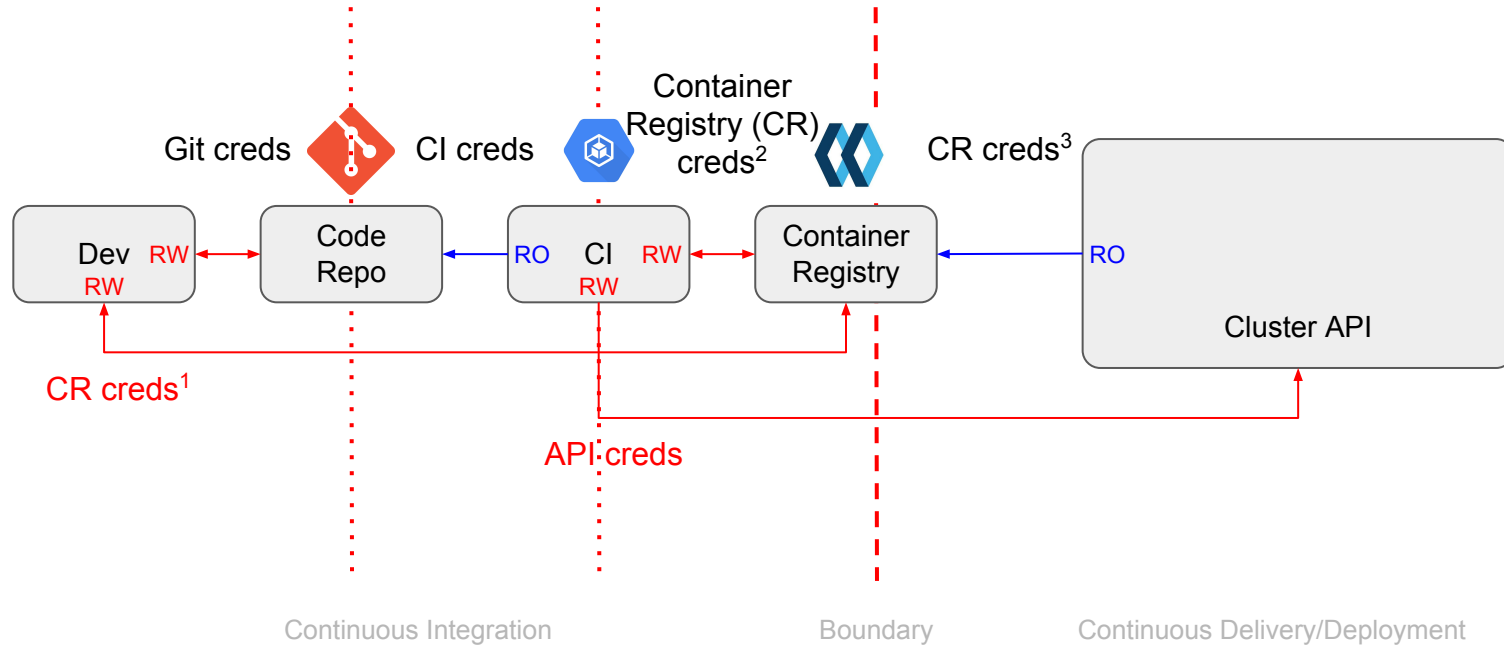 Git creds
CI creds
Container
Registry (CR)
creds²
CR creds³
Dev
RW
RW
Code
Repo
RO
CI
RW
RW
Container
Registry
RO
Cluster API
CR creds¹
API creds
Continuous Integration
Boundary
Continuous Delivery/Deployment